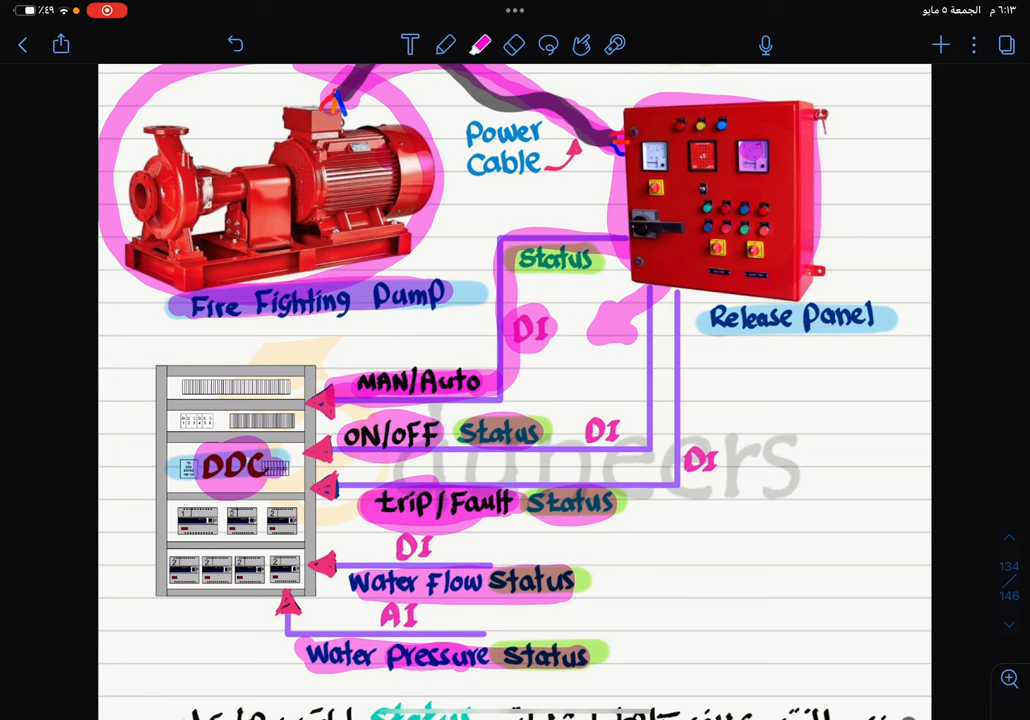 ٤٩٪
٦:١٣ م الجمعة ٥ مايو
Power
Cable
Status
Fire Fighting Pump
Release Panel
DI
MAN/Auto
ON/OFF Status DI
DDC
DI
trip/Fault Status
DI
Water Flow Status
AI
Water Pressure Status
134
146
Status